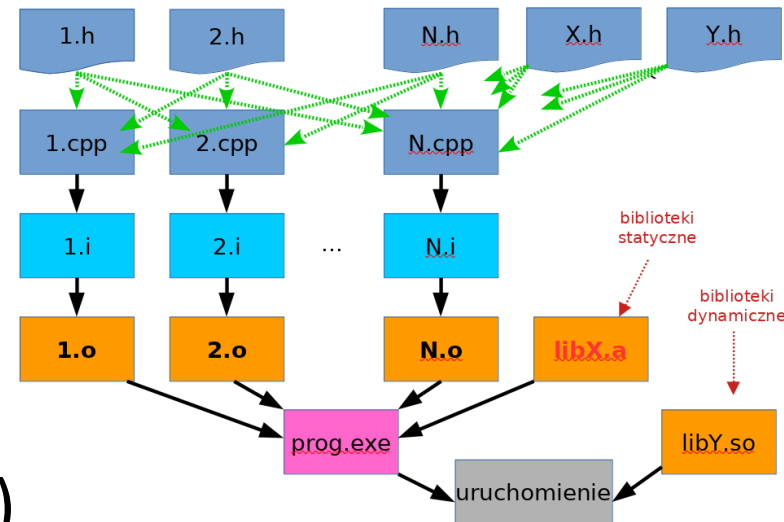 1.h
2.h
N.h
X.h
Y.h
1.cpp
2.cpp
N.cpp
1.i
2.i
...
N.i
biblioteki
statyczne
biblioteki
dynamiczne
1.o
2.o
N.o
libX.a
prog.exe
libY.so
uruchomienie
)